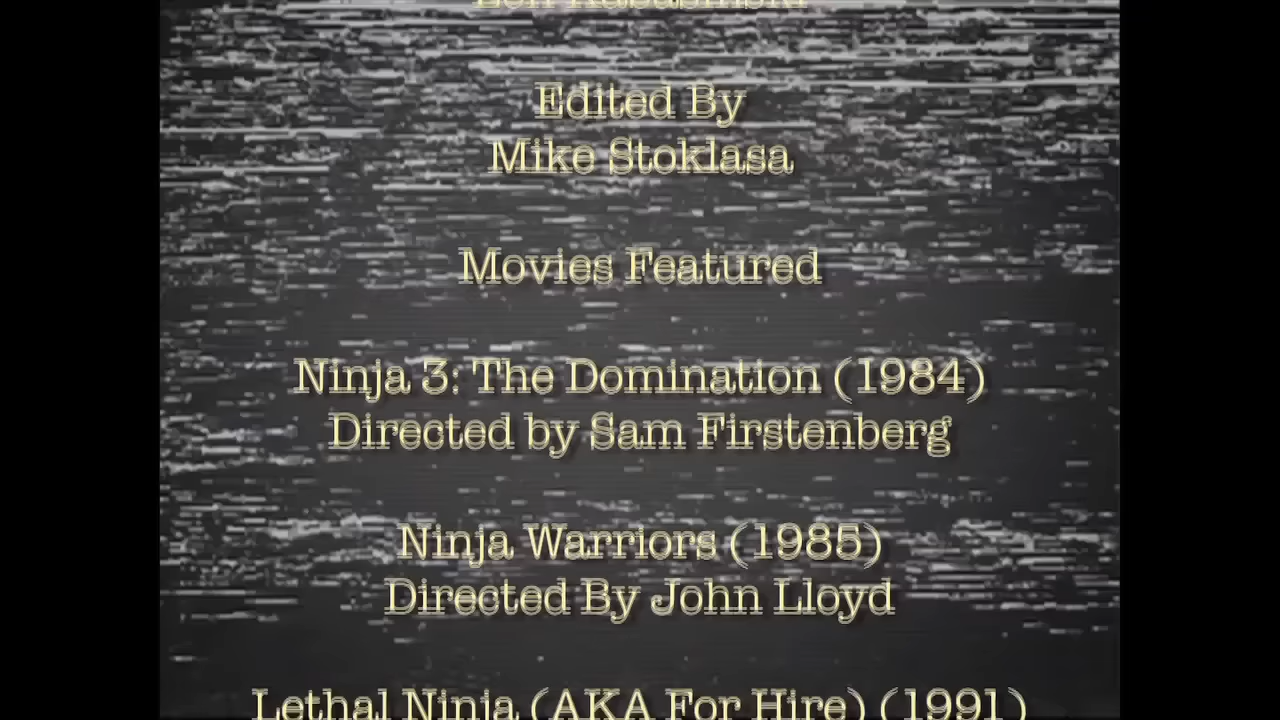 Edited By
Mike Stoklasa
Movies Featured
Ninja 3: The Domination (1984)
Directed by Sam Firstenberg
Ninja Warriors (1985)
Directed By John Lloyd
Lethal Ninja (AKA For Hire) (1991)